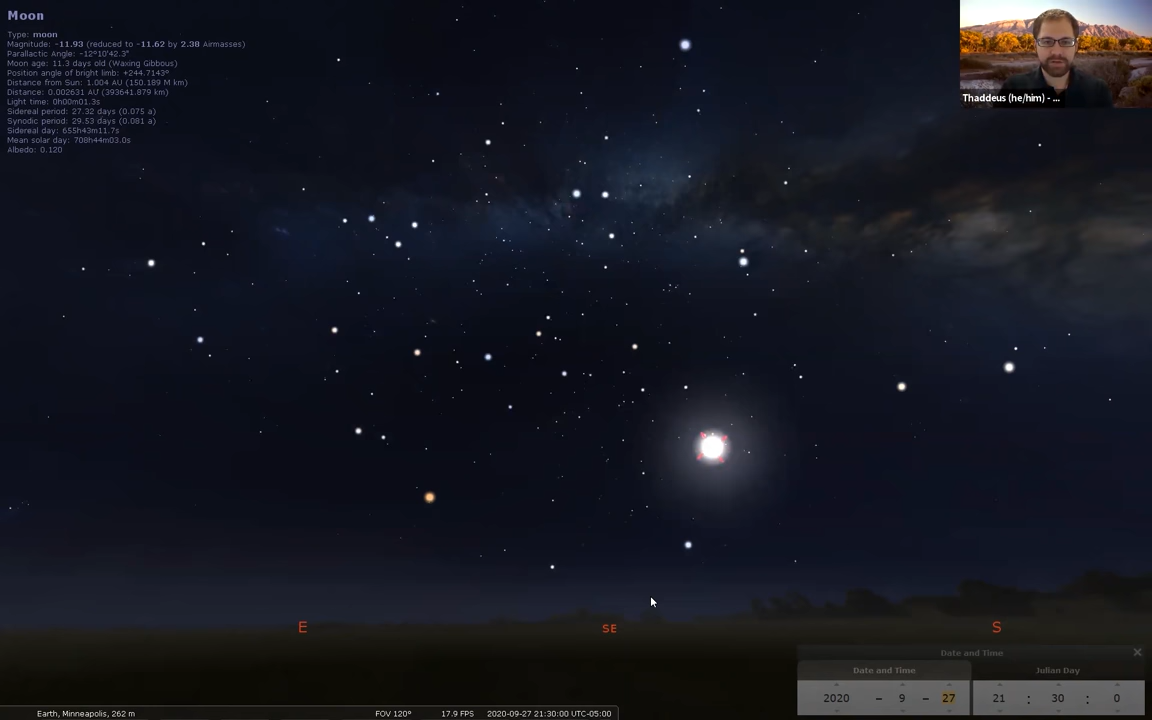 Moon
Type: moon
Magnitude: -11.93 (reduced to -11.62 by 2.38 Airmasses)
Parallactic Angle: -12°10'42.3"
Moon age: 11.3 days old (Waxing Gibbous)
Position angle of bright limb: +244.7143°
Distance from Sun: 1.004 AU (150.189 M km)
Distance: 0.002631 AU (393641.879 km)
Light time: 0h00m01.3s
Sidereal period: 27.32 days (0.075 a)
Synodic period: 29.53 days (0.081 a)
Sidereal day: 655h43m11.7s
Mean solar day: 708h44m03.0s
Albedo: 0.120
Thaddeus (he/him) - ...
E
SE
S
Date and Time
Date and Time
Julian Day
2020 - 9 - 27 21 : 30 : 0
Earth, Minneapolis, 262 m FOV 120° 17.9 FPS 2020-09-27 21:30:00 UTC-05:00